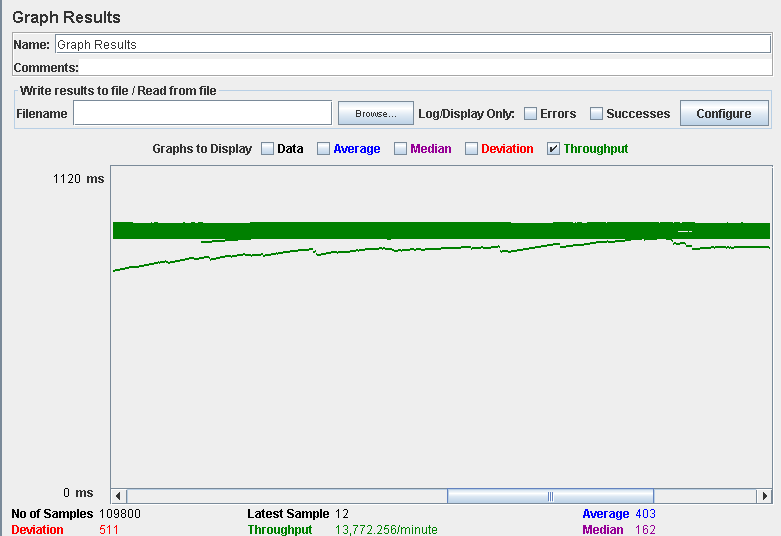 Graph Results
Name: Graph Results
Comments:
Write results to file / Read from file
Filename Browse... Log/Display Only: Errors Successes Configure
Graphs to Display Data Average Median Deviation Throughput
1120 ms
0 ms
No of Samples 109800 Latest Sample 12 Average 403
Deviation 511 Throughput 13,772.256/minute Median 162